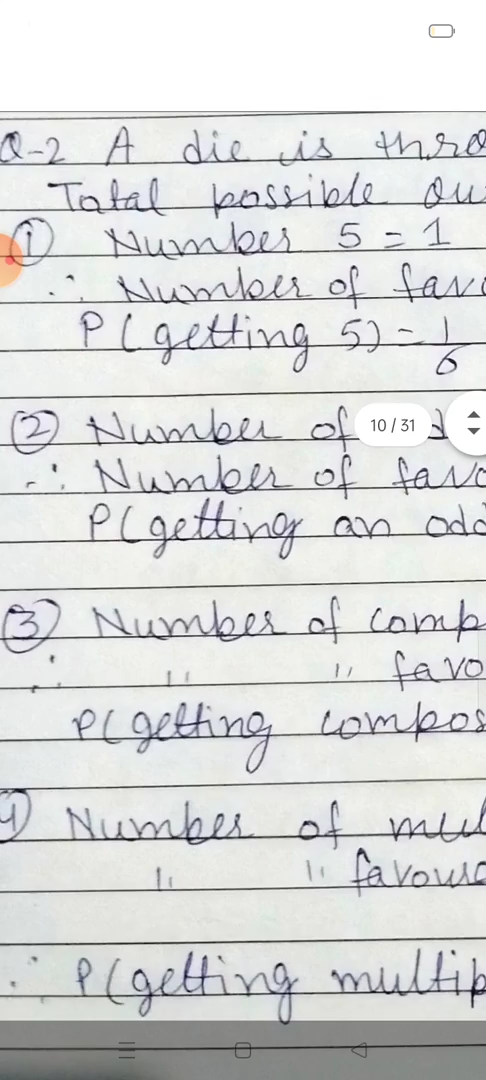 Q-2 A die is thro
Total possible ou
① Number 5 = 1
∴ Number of favo
P(getting 5) = 1/6
10 / 31
② Number of d
∴ Number of favo
P(getting an odd
③ Number of comp
∴ " " favo
P(getting compos
4) Number of mul
" " favour
∴ P(getting multip